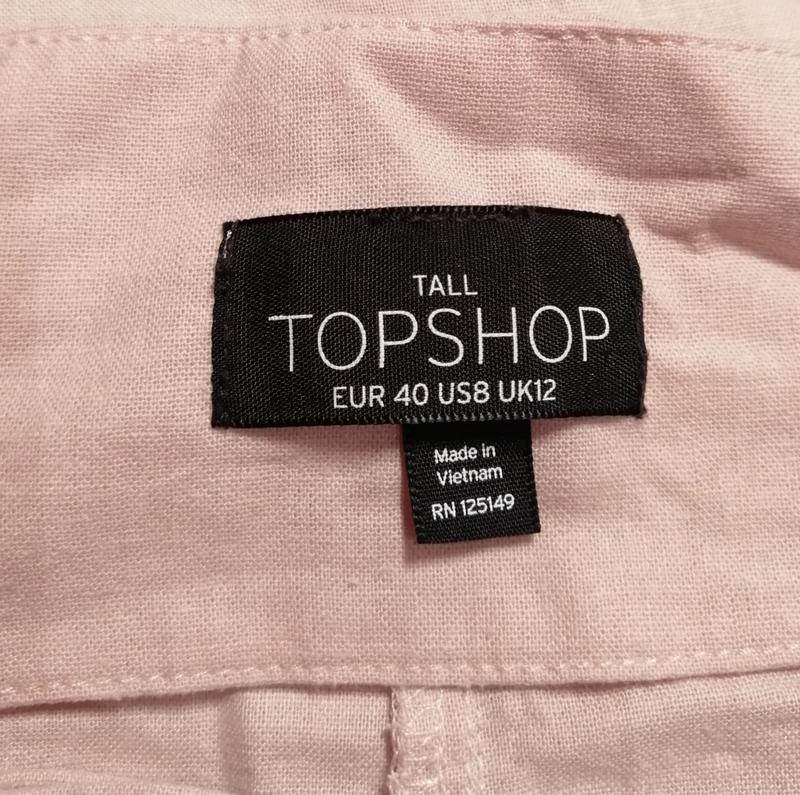 TALL
TOPSHOP
EUR 40 US8 UK12
Made in
Vietnam
RN 125149